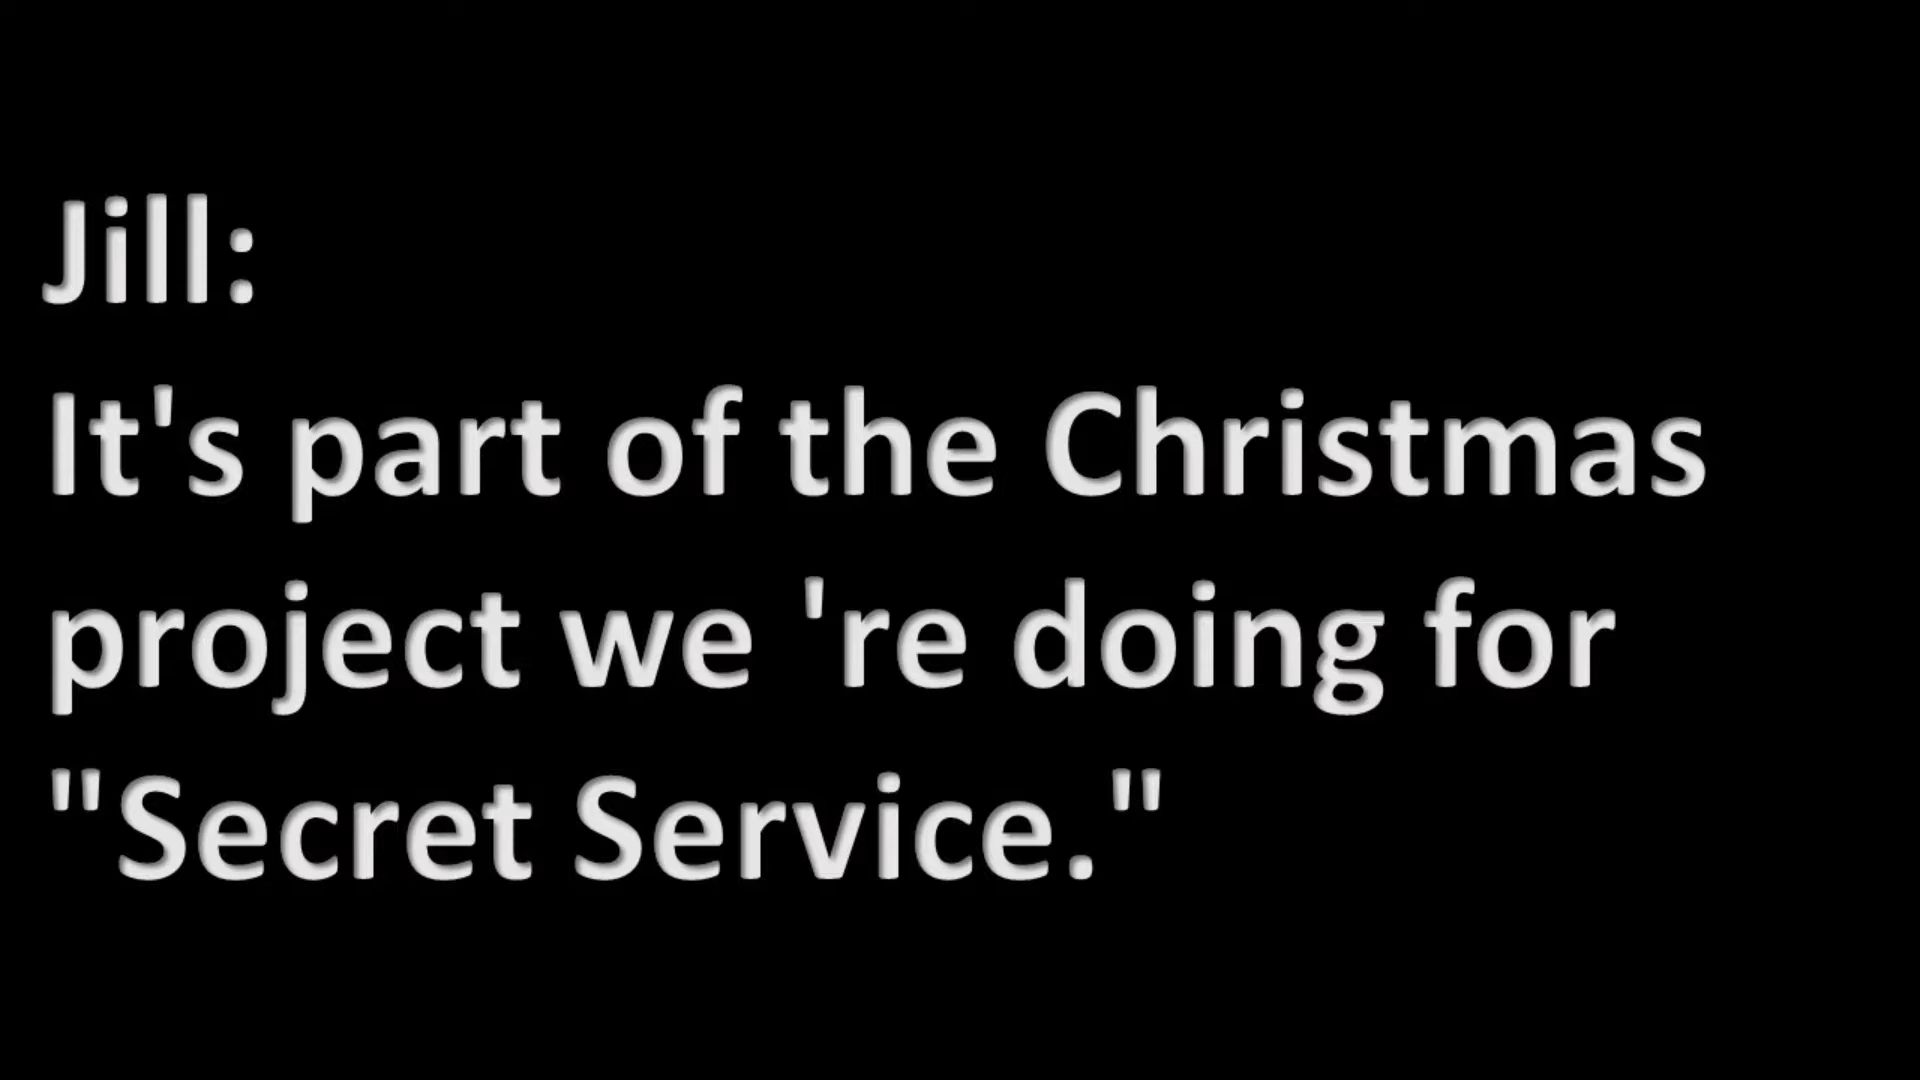 Jill:
It's part of the Christmas
project we 're doing for
"Secret Service."